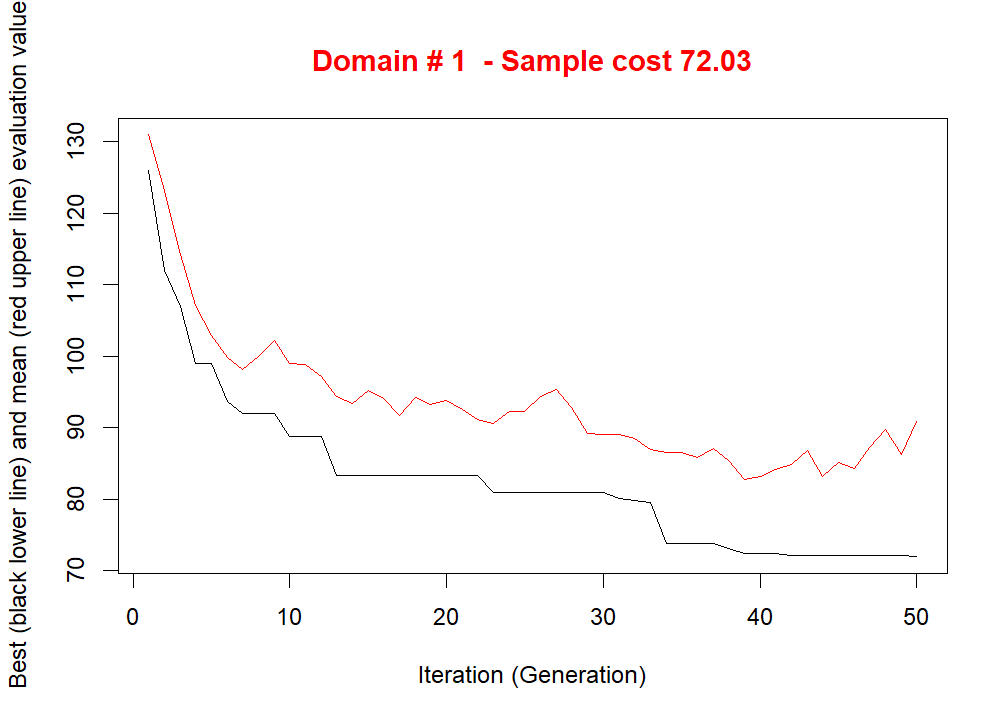 Domain # 1  - Sample cost 72.03
Best (black lower line) and mean (red upper line) evaluation value
130
120
110
100
90
80
70
0 10 20 30 40 50
Iteration (Generation)